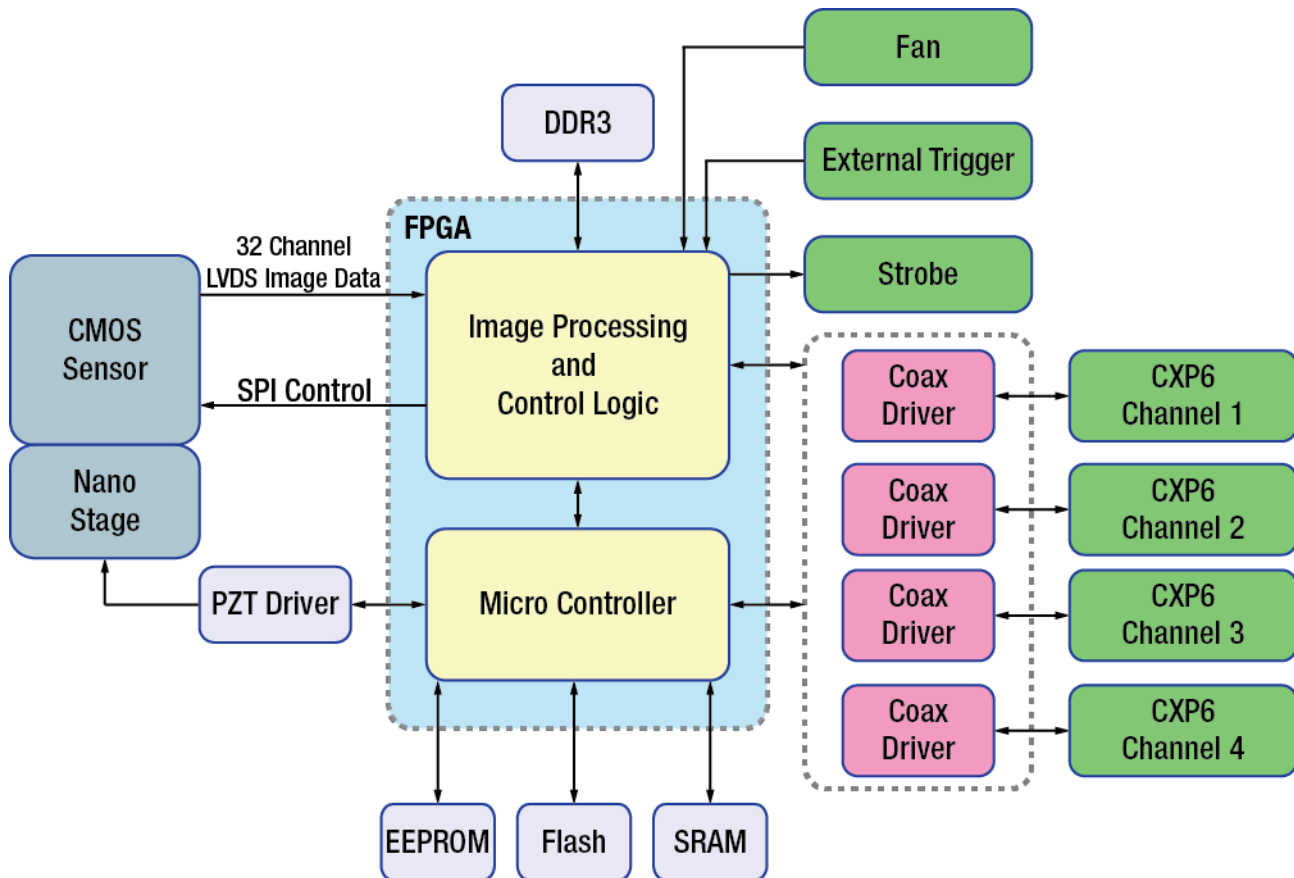 Fan
DDR3
External Trigger
FPGA
32 Channel
LVDS Image Data
Strobe
CMOS
Sensor
Image Processing
and
Control Logic
SPI Control
Coax
Driver
CXP6
Channel 1
Nano
Stage
Coax
Driver
CXP6
Channel 2
PZT Driver
Micro Controller
Coax
Driver
CXP6
Channel 3
Coax
Driver
CXP6
Channel 4
EEPROM
Flash
SRAM